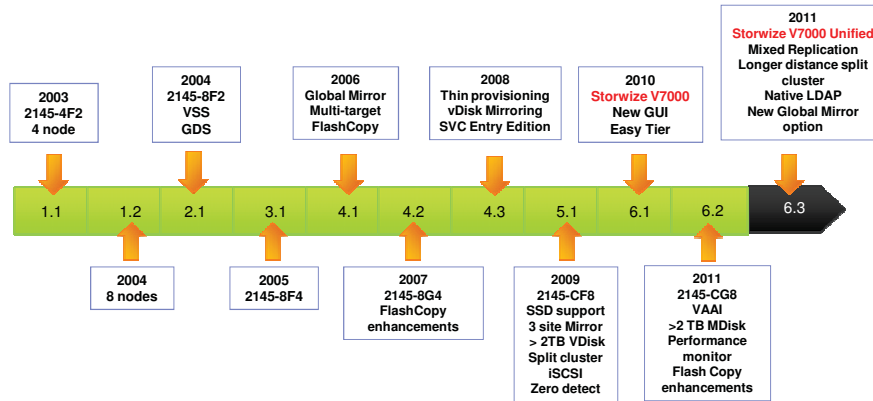 2003
2145-4F2
4 node
2004
2145-8F2
VSS
GDS
2006
Global Mirror
Multi-target
FlashCopy
2008
Thin provisioning
vDisk Mirroring
SVC Entry Edition
2010
Storwize V7000
New GUI
Easy Tier
2011
Storwize V7000 Unified
Mixed Replication
Longer distance split
cluster
Native LDAP
New Global Mirror
option
1.1
1.2
2.1
3.1
4.1
4.2
4.3
5.1
6.1
6.2
6.3
2004
8 nodes
2005
2145-8F4
2007
2145-8G4
FlashCopy
enhancements
2009
2145-CF8
SSD support
3 site Mirror
> 2TB VDisk
Split cluster
iSCSI
Zero detect
2011
2145-CG8
VAAI
>2 TB MDisk
Performance
monitor
Flash Copy
enhancements